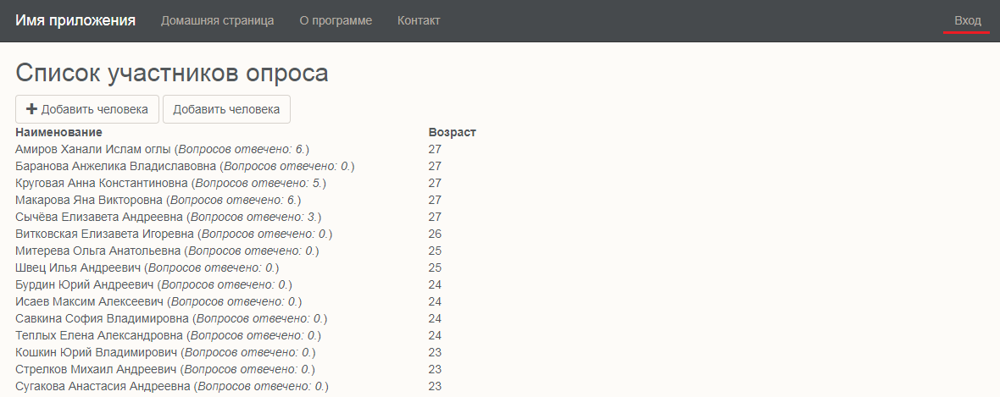 Имя приложения Домашняя страница О программе Контакт Вход
Список участников опроса
Добавить человека Добавить человека
Наименование Возраст
Амиров Ханали Ислам оглы (Вопросов отвечено: 6.) 27
Баранова Анжелика Владиславовна (Вопросов отвечено: 0.) 27
Круговая Анна Константиновна (Вопросов отвечено: 5.) 27
Макарова Яна Викторовна (Вопросов отвечено: 6.) 27
Сычёва Елизавета Андреевна (Вопросов отвечено: 3.) 27
Витковская Елизавета Игоревна (Вопросов отвечено: 0.) 26
Митерева Ольга Анатольевна (Вопросов отвечено: 0.) 25
Швец Илья Андреевич (Вопросов отвечено: 0.) 25
Бурдин Юрий Андреевич (Вопросов отвечено: 0.) 24
Исаев Максим Алексеевич (Вопросов отвечено: 0.) 24
Савкина София Владимировна (Вопросов отвечено: 0.) 24
Теплых Елена Александровна (Вопросов отвечено: 0.) 24
Кошкин Юрий Владимирович (Вопросов отвечено: 0.) 23
Стрелков Михаил Андреевич (Вопросов отвечено: 0.) 23
Сугакова Анастасия Андреевна (Вопросов отвечено: 0.) 23